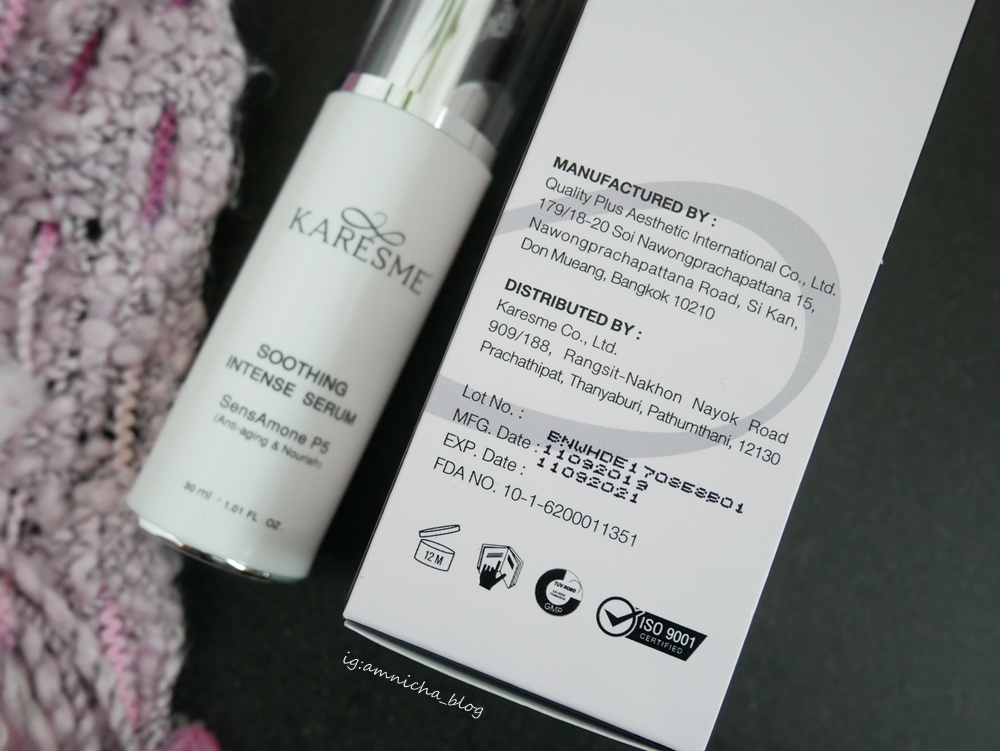 KARESME
SOOTHING
INTENSE SERUM
SensAmone P5
(Anti-aging & Nourish)
30 ml / 1.01 FL. OZ.
MANUFACTURED BY :
Quality Plus Aesthetic International Co., Ltd.
179/18-20 Soi Nawongprachapattana 15,
Nawongprachapattana Road, Si Kan,
Don Mueang, Bangkok 10210
DISTRIBUTED BY :
Karesme Co., Ltd.
909/188, Rangsit-Nakhon Nayok Road
Prachathipat, Thanyaburi, Pathumthani, 12130
Lot No. :
MFG. Date : 11092019
EXP. Date : 11092021
FDA NO. 10-1-620001351
12 M
GMP
ISO 9001
CERTIFIED
ig:amnicha_blog